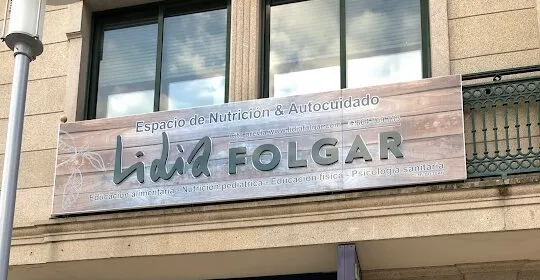 Espacio de Nutrición & Autocuidado
Lidia FOLGAR
Educación alimentaria - Nutrición pediátrica - Educación física - Psicología sanitaria